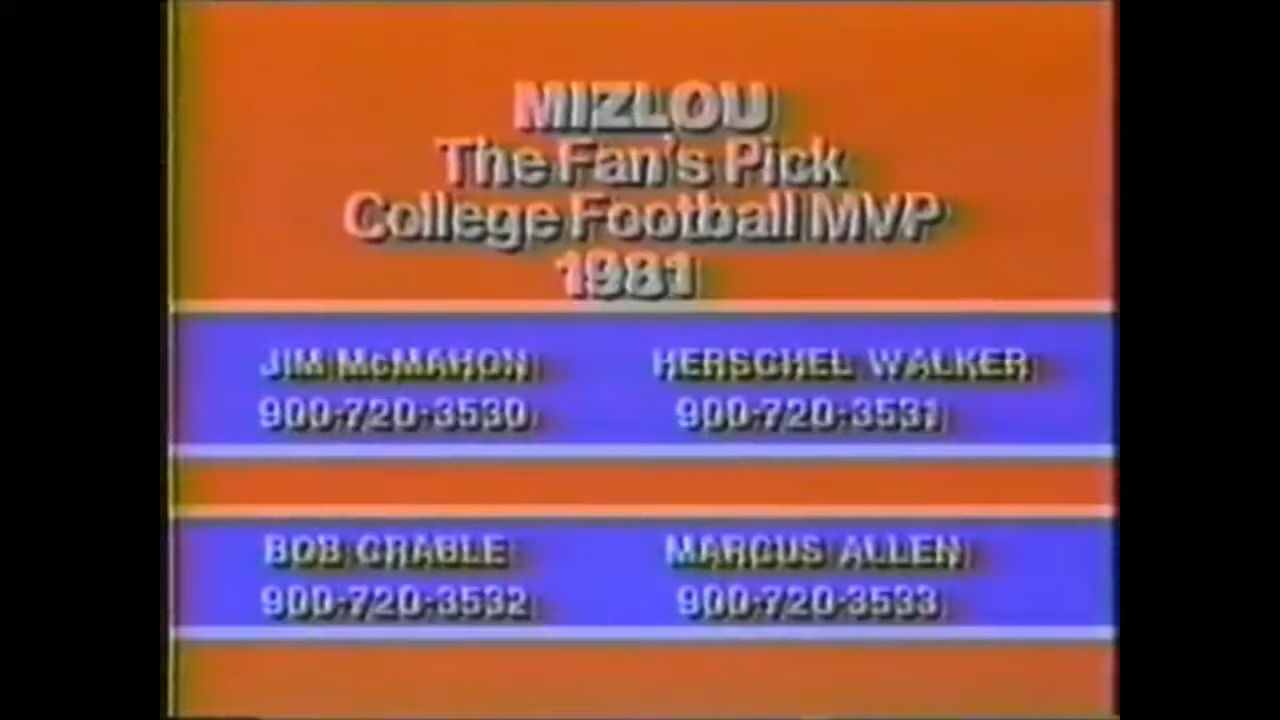 MIZLOU
The Fan's Pick
College Football MVP
1981
JIM McMAHON HERSCHEL WALKER
900-720-3530 900-720-3531
BOB CRABLE MARCUS ALLEN
900-720-3532 900-720-3533